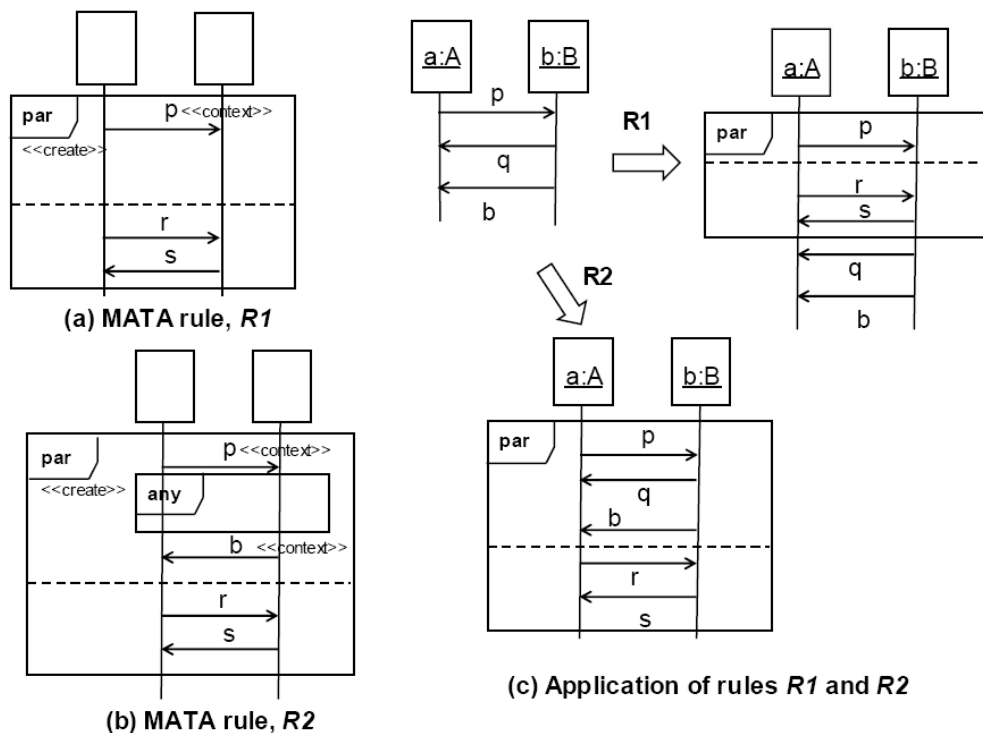 par
<<create>>
p <<context>>
r
s
(a) MATA rule, R1
par
<<create>>
p <<context>>
any
b <<context>>
r
s
(b) MATA rule, R2
a:A b:B
p
q
b
R1
R2
a:A b:B
par
p
r
s
q
b
a:A b:B
par
p
q
b
r
s
(c) Application of rules R1 and R2